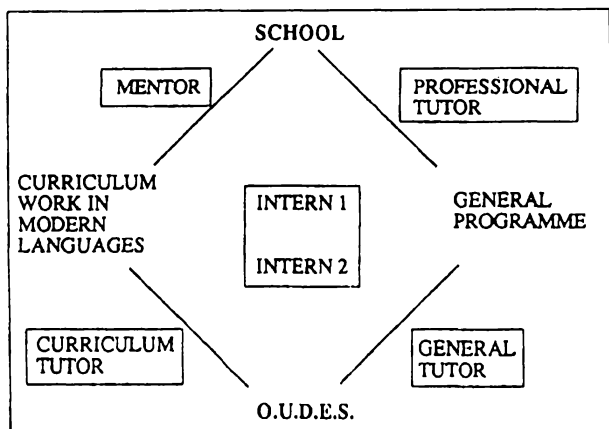 SCHOOL
MENTOR
PROFESSIONAL
TUTOR
CURRICULUM
WORK IN
MODERN
LANGUAGES
INTERN 1
INTERN 2
GENERAL
PROGRAMME
CURRICULUM
TUTOR
GENERAL
TUTOR
O.U.D.E.S.